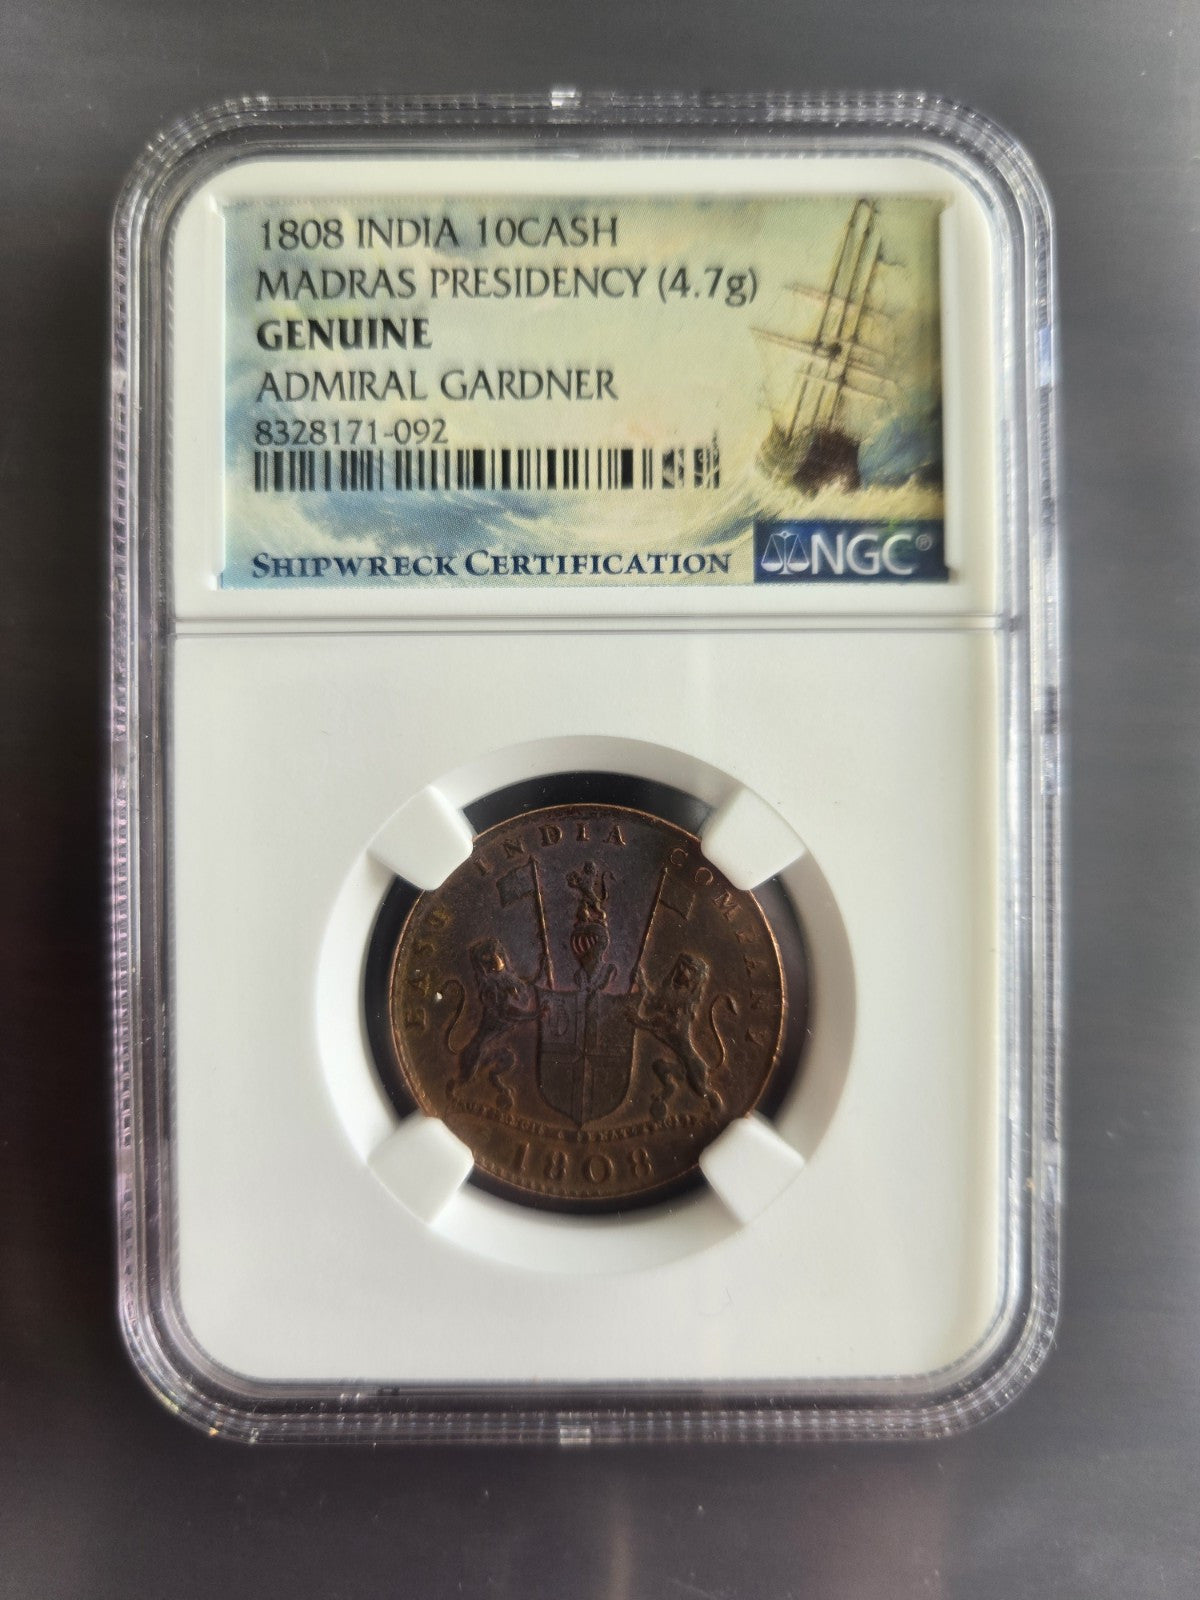 1808 INDIA 10CASH
MADRAS PRESIDENCY (4.7g)
GENUINE
ADMIRAL GARDNER
8328171-092
SHIPWRECK CERTIFICATION
NGC®
EAST INDIA COMPANY
1808